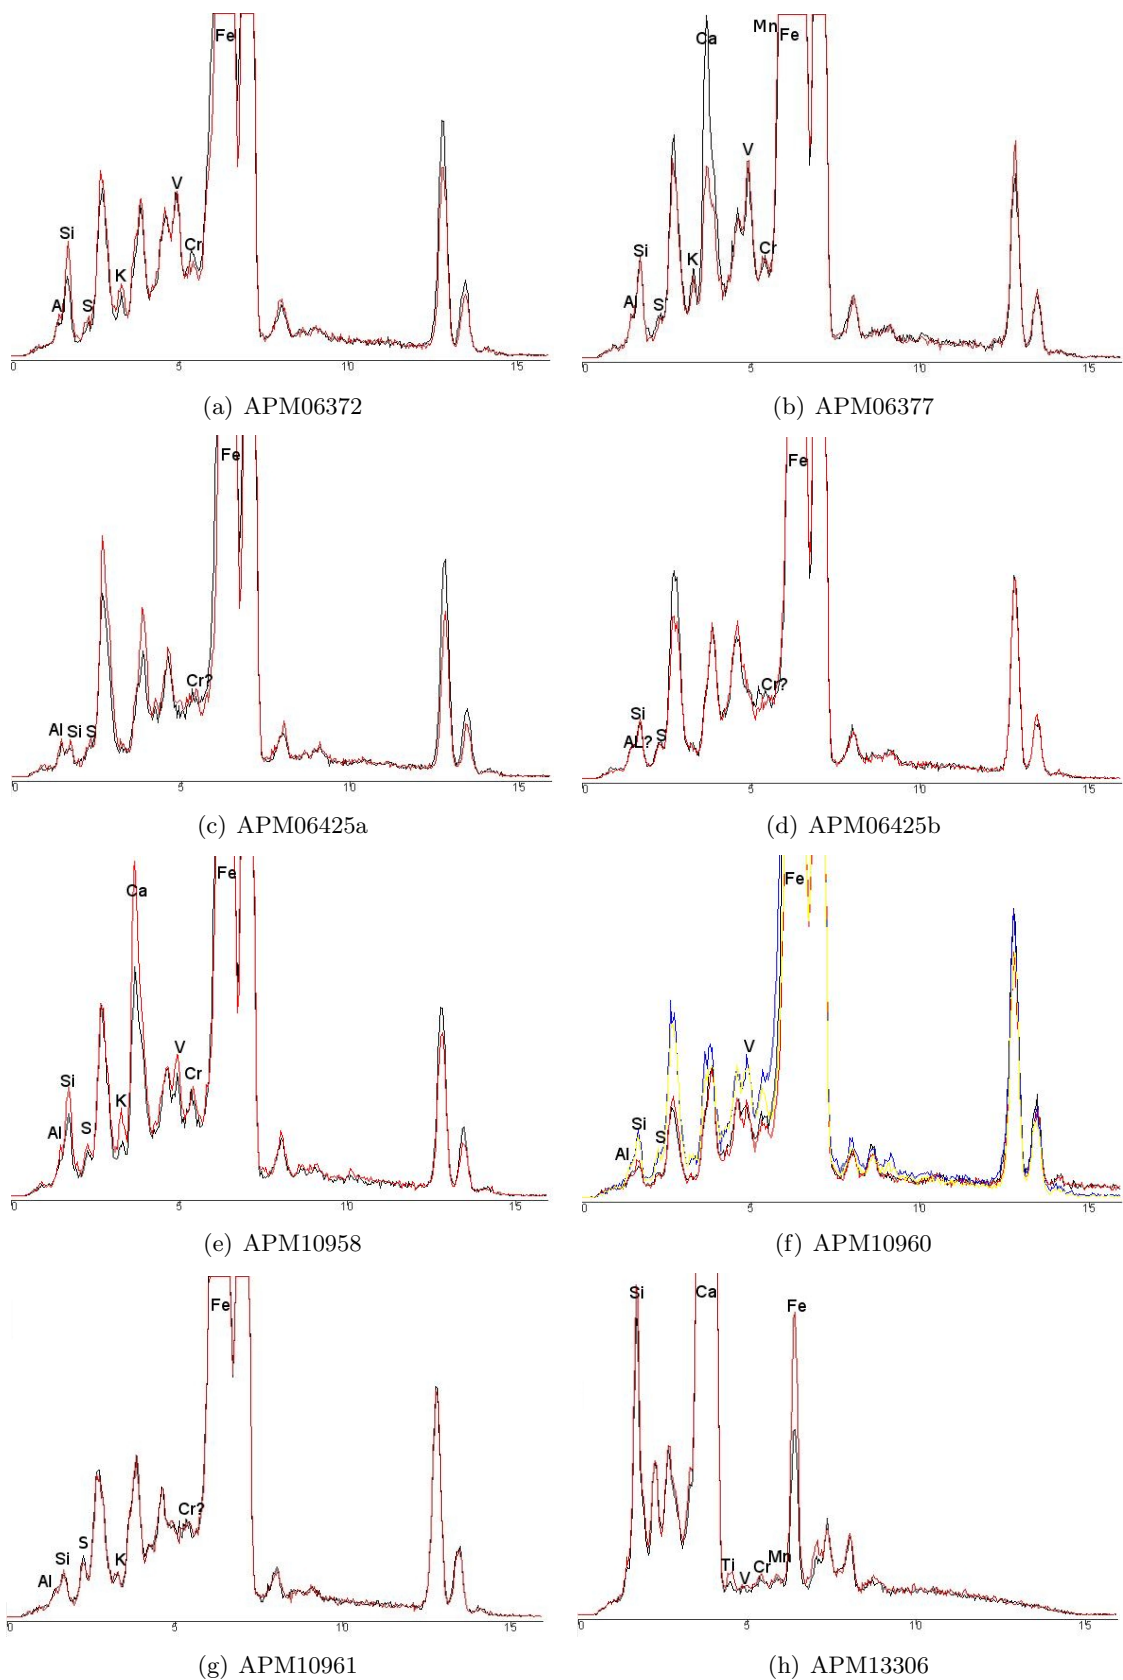 Fe
V
Si
Cr
K
Al
S
0 5 10 15
(a) APM06372
Mn
Fe
Ca
V
Si
K
Cr
Al
S
0 5 10 15
(b) APM06377
Fe
Cr?
Al Si S
0 5 10 15
(c) APM06425a
Fe
Cr?
Si
AL? S
0 5 10 15
(d) APM06425b
Fe
Ca
V
Si
Cr
K
Al S
0 5 10 15
(e) APM10958
Fe
V
Si
S
Al
0 5 10 15
(f) APM10960
Fe
Cr?
S
Si
K
Al
0 5 10 15
(g) APM10961
Si Ca Fe
Ti V Cr Mn
0 5 10 15
(h) APM13306